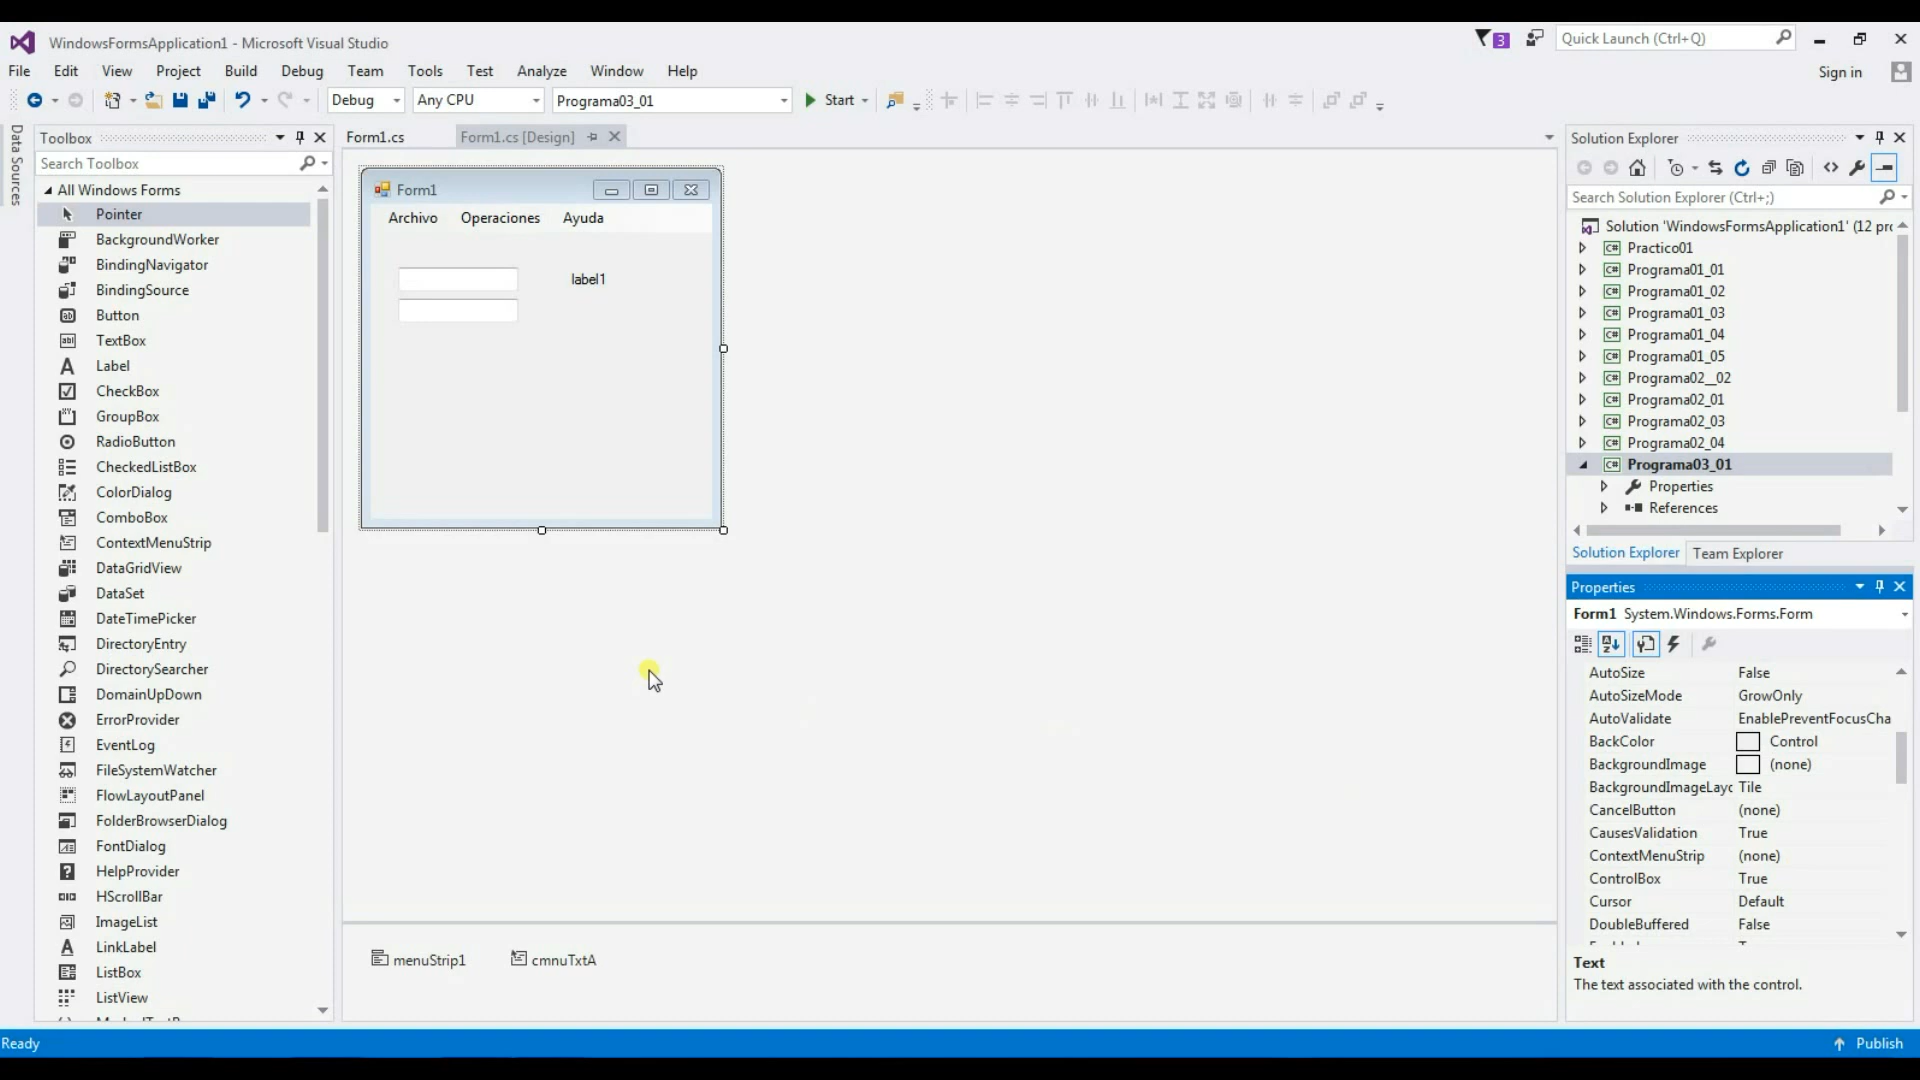 WindowsFormsApplication1 - Microsoft Visual Studio
3
Quick Launch (Ctrl+Q)
File Edit View Project Build Debug Team Tools Test Analyze Window Help
Sign in
Debug
Any CPU
Programa03_01
Start
Data Sources
Toolbox
Search Toolbox
All Windows Forms
Pointer
BackgroundWorker
BindingNavigator
BindingSource
Button
TextBox
Label
CheckBox
GroupBox
RadioButton
CheckedListBox
ColorDialog
ComboBox
ContextMenuStrip
DataGridView
DataSet
DateTimePicker
DirectoryEntry
DirectorySearcher
DomainUpDown
ErrorProvider
EventLog
FileSystemWatcher
FlowLayoutPanel
FolderBrowserDialog
FontDialog
HelpProvider
HScrollBar
ImageList
LinkLabel
ListBox
ListView
Form1.cs
Form1.cs [Design]
Form1
Archivo Operaciones Ayuda
label1
menuStrip1
cmnuTxtA
Solution Explorer
Search Solution Explorer (Ctrl+;)
Solution 'WindowsFormsApplication1' (12 pro
Practico01
Programa01_01
Programa01_02
Programa01_03
Programa01_04
Programa01_05
Programa02__02
Programa02_01
Programa02_03
Programa02_04
Programa03_01
Properties
References
Solution Explorer
Team Explorer
Properties
Form1 System.Windows.Forms.Form
AutoSize False
AutoSizeMode GrowOnly
AutoValidate EnablePreventFocusCha
BackColor Control
BackgroundImage (none)
BackgroundImageLayc Tile
CancelButton (none)
CausesValidation True
ContextMenuStrip (none)
ControlBox True
Cursor Default
DoubleBuffered False
Text
The text associated with the control.
Ready
Publish